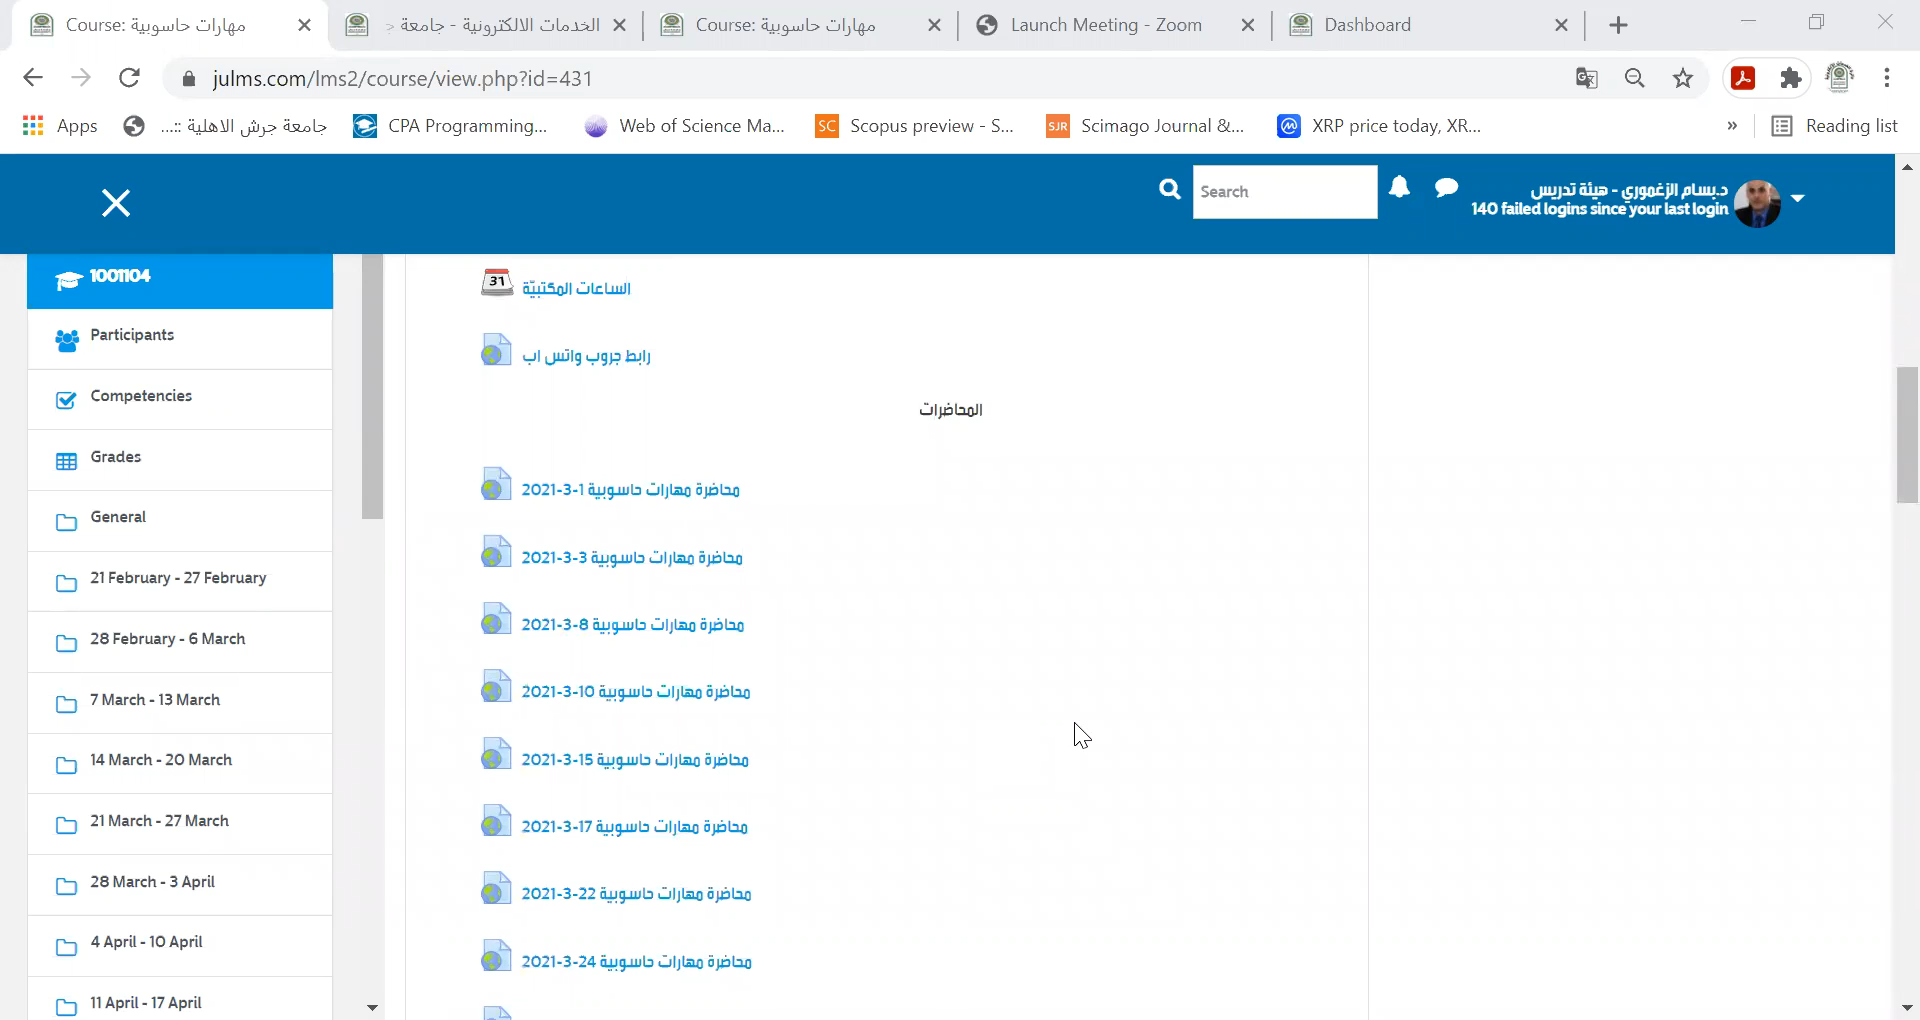 Course: مهارات حاسوبية
الخدمات الالكترونية - جامعة >
Course: مهارات حاسوبية
Launch Meeting - Zoom
Dashboard
julms.com/lms2/course/view.php?id=431
Apps
جامعة جرش الاهلية ::...
CPA Programming...
Web of Science Ma...
SC Scopus preview - S...
SJR Scimago Journal &...
XRP price today, XR...
»
Reading list
Search
د.بسام الزغموري - هيئة تدريس
140 failed logins since your last login
1001104
Participants
Competencies
Grades
General
21 February - 27 February
28 February - 6 March
7 March - 13 March
14 March - 20 March
21 March - 27 March
28 March - 3 April
4 April - 10 April
11 April - 17 April
31 الساعات المكتبيّة
رابط جروب واتس اب
المحاضرات
محاضرة مهارات حاسوبية 1-3-2021
محاضرة مهارات حاسوبية 3-3-2021
محاضرة مهارات حاسوبية 8-3-2021
محاضرة مهارات حاسوبية 10-3-2021
محاضرة مهارات حاسوبية 15-3-2021
محاضرة مهارات حاسوبية 17-3-2021
محاضرة مهارات حاسوبية 22-3-2021
محاضرة مهارات حاسوبية 24-3-2021